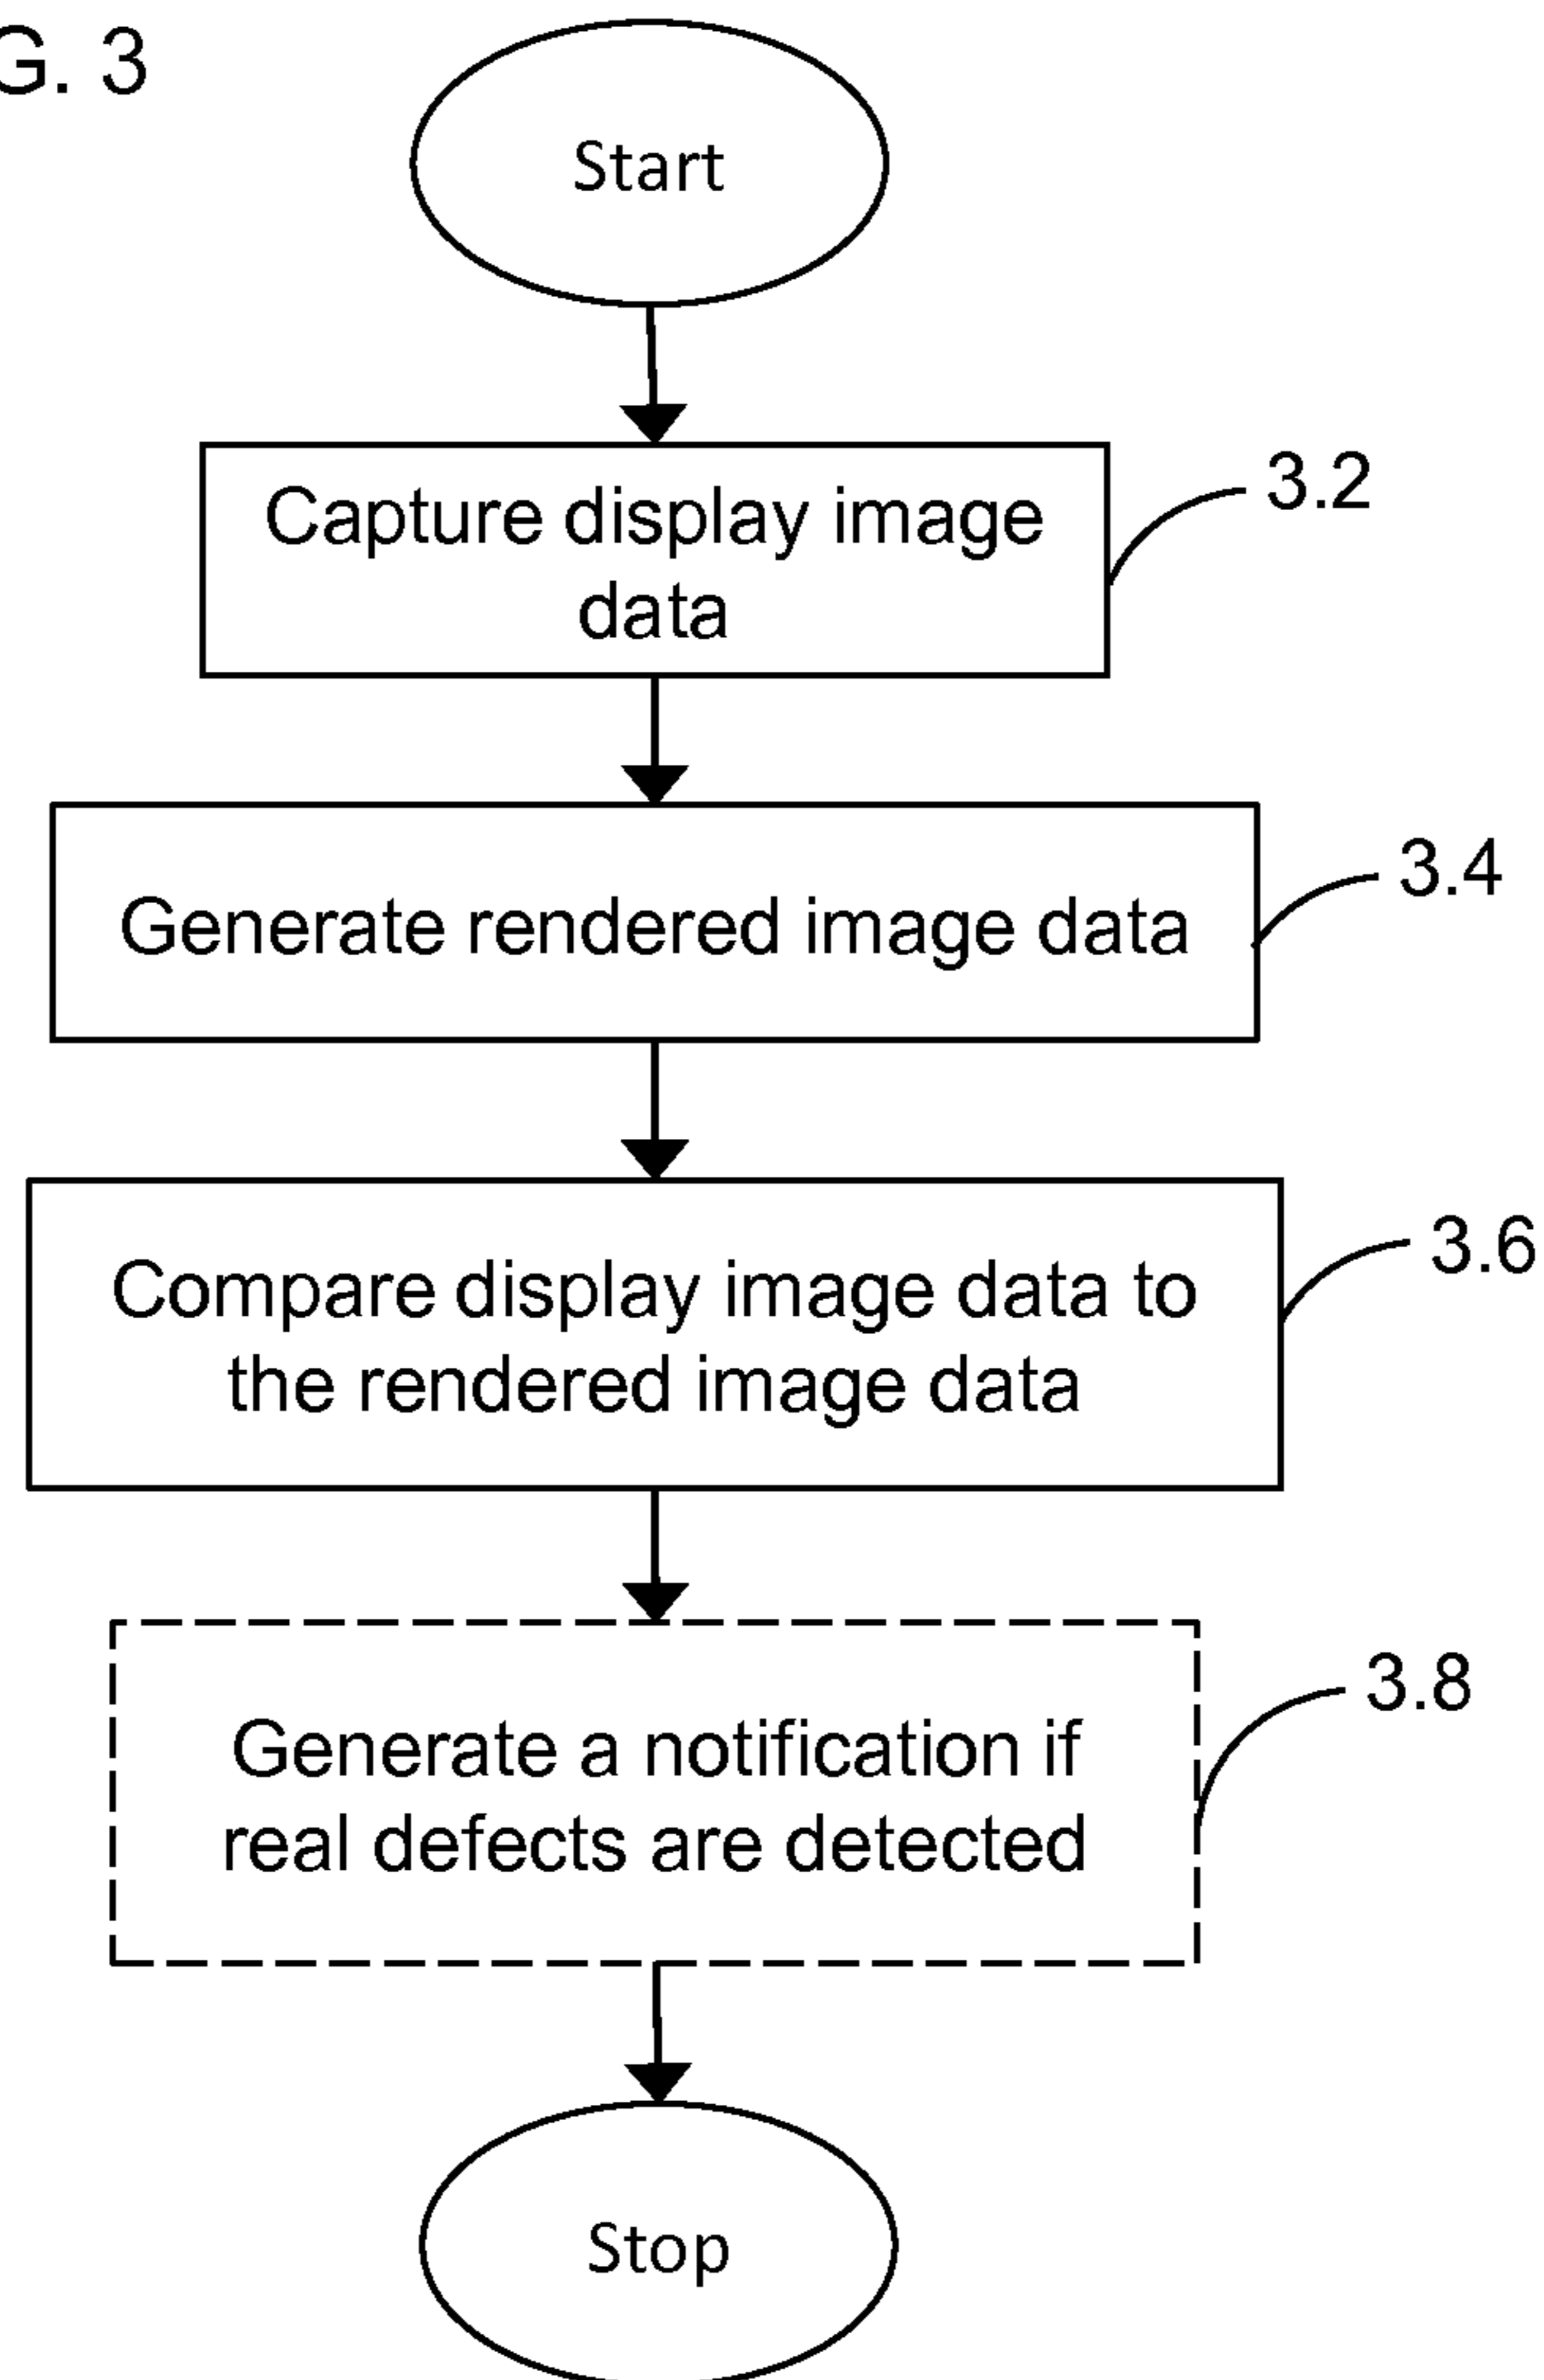 G. 3
Start
Capture display image
data
3.2
Generate rendered image data
3.4
Compare display image data to
the rendered image data
3.6
Generate a notification if
real defects are detected
3.8
Stop